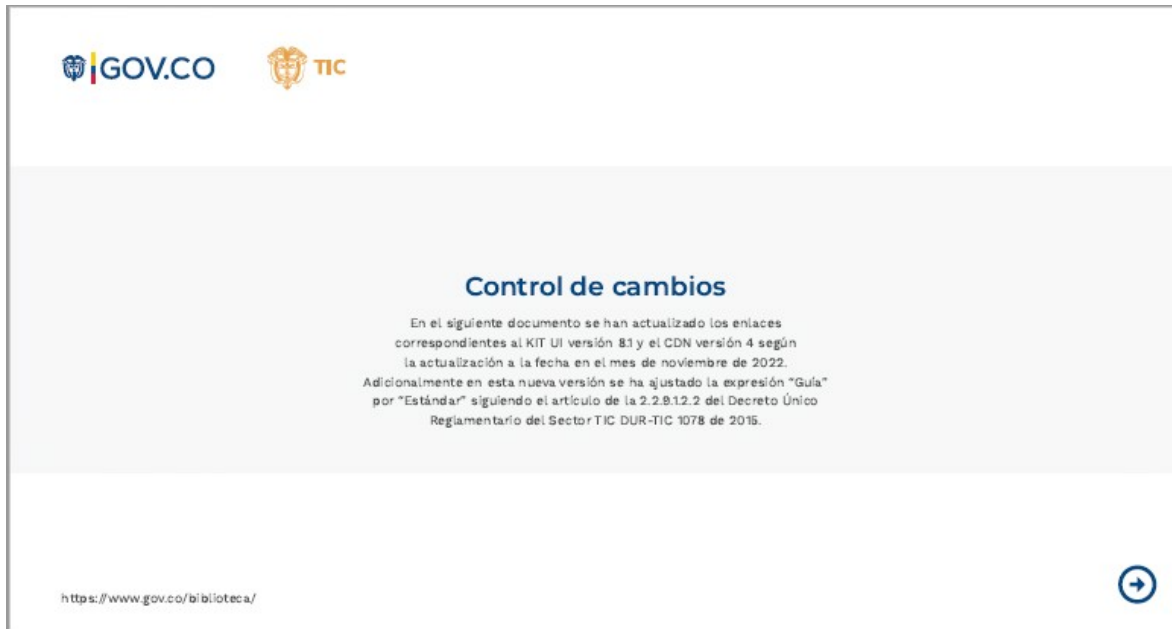 GOV.CO
TIC
Control de cambios
En el siguiente documento se han actualizado los enlaces
correspondientes al KIT UI versión 8.1 y el CDN versión 4 según
la actualización a la fecha en el mes de noviembre de 2022.
Adicionalmente en esta nueva versión se ha ajustado la expresión "Guía"
por "Estándar" siguiendo el artículo de la 2.2.9.1.2.2 del Decreto Único
Reglamentario del Sector TIC DUR-TIC 1078 de 2015.
https://www.gov.co/biblioteca/